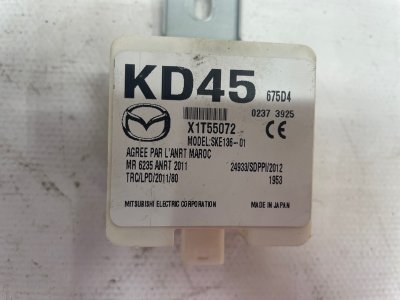 KD45 675D4
0237 3925
X1T55072
MODEL:SKE136-01
AGREE PAR L'ANRT MAROC
MR 6235 ANRT 2011 24933/SDPPI/2012
TRC/LPD/2011/80 1953
MITSUBISHI ELECTRIC CORPORATION MADE IN JAPAN